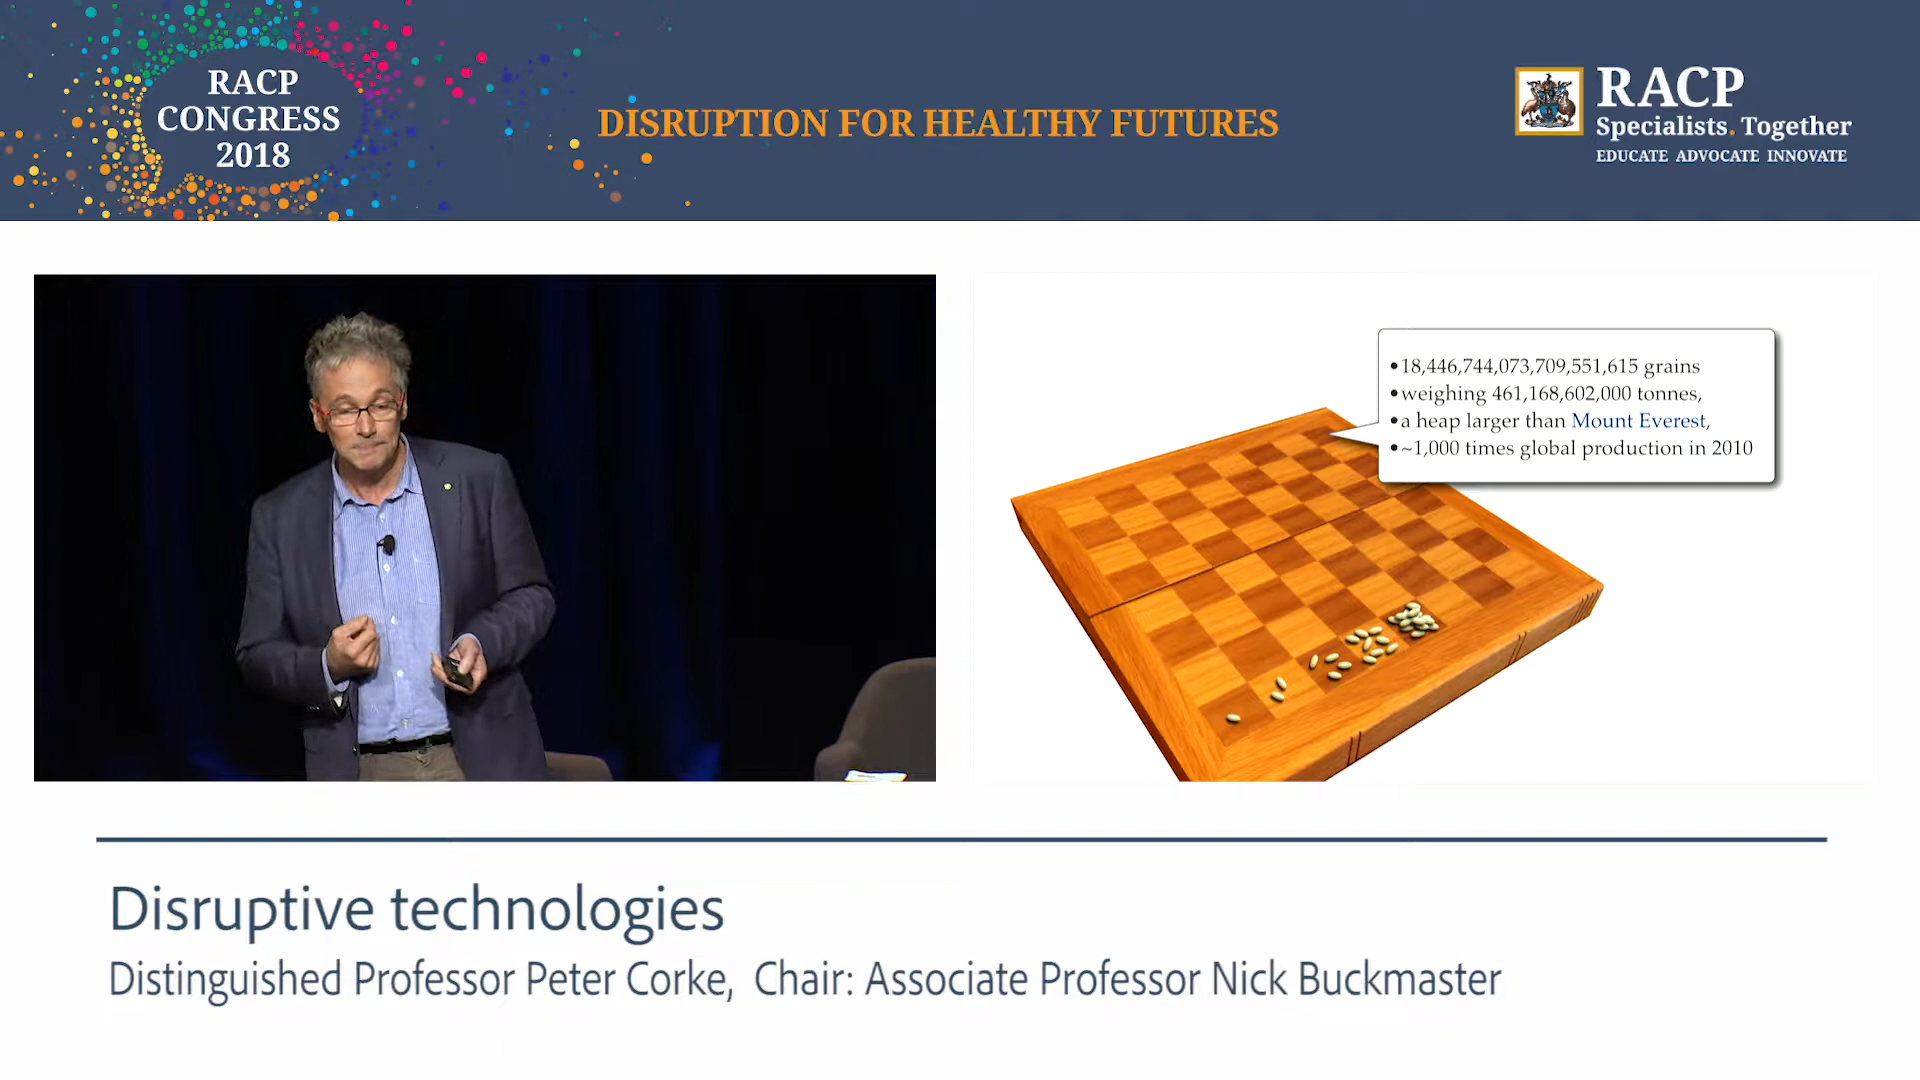 RACP
CONGRESS
2018
DISRUPTION FOR HEALTHY FUTURES
RACP
Specialists. Together
EDUCATE ADVOCATE INNOVATE
•18,446,744,073,709,551,615 grains
•weighing 461,168,602,000 tonnes,
•a heap larger than Mount Everest,
•~1,000 times global production in 2010
Disruptive technologies
Distinguished Professor Peter Corke, Chair: Associate Professor Nick Buckmaster